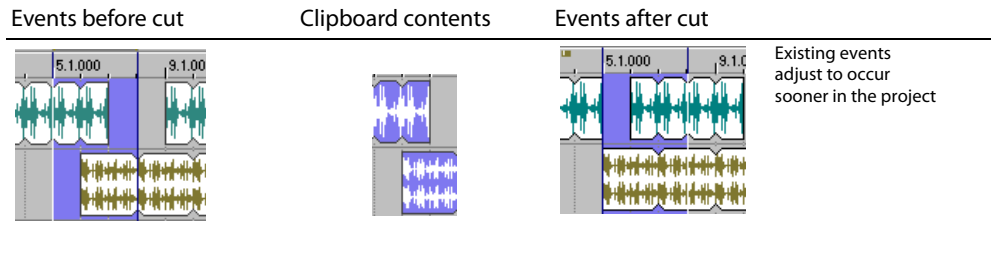 Events before cut
Clipboard contents
Events after cut
5.1.000
9.1.00
5.1.000
9.1.0
Existing events
adjust to occur
sooner in the project